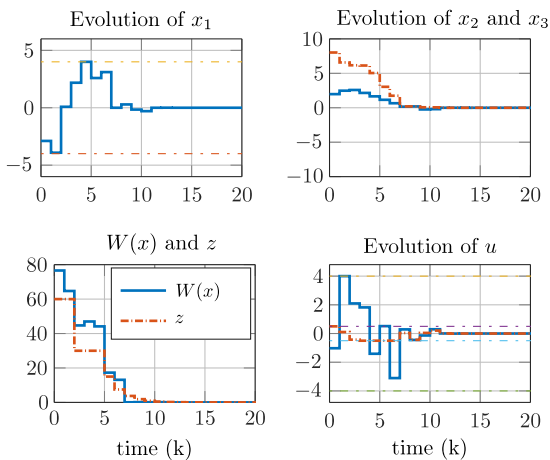 Evolution of x₁
5
0
−5
0 5 10 15 20
Evolution of x₂ and x₃
10
5
0
−5
−10
0 5 10 15 20
W(x) and z
80
60
40
20
0
0 5 10 15 20
time (k)
W(x)
z
Evolution of u
4
2
0
−2
−4
0 5 10 15 20
time (k)